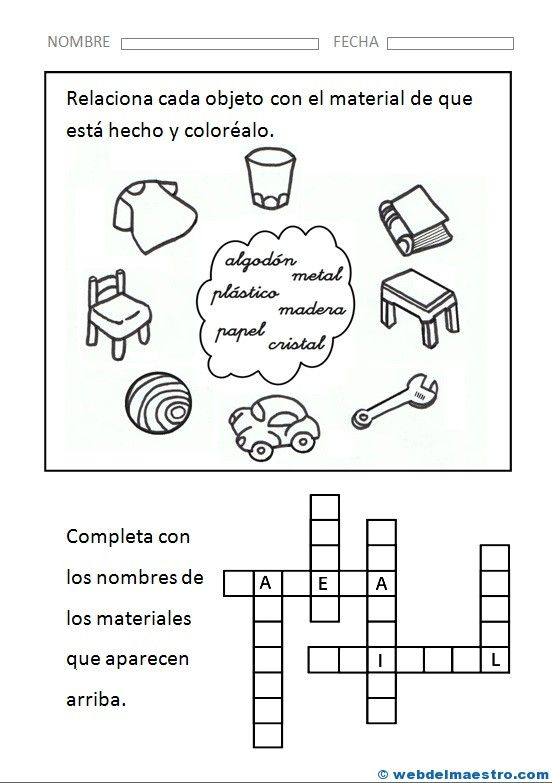 NOMBRE FECHA
Relaciona cada objeto con el material de que
está hecho y coloréalo.
algodón
metal
plástico
madera
papel
cristal
Completa con
los nombres de
los materiales
que aparecen
arriba.
A E A
I L
© webdelmaestro.com